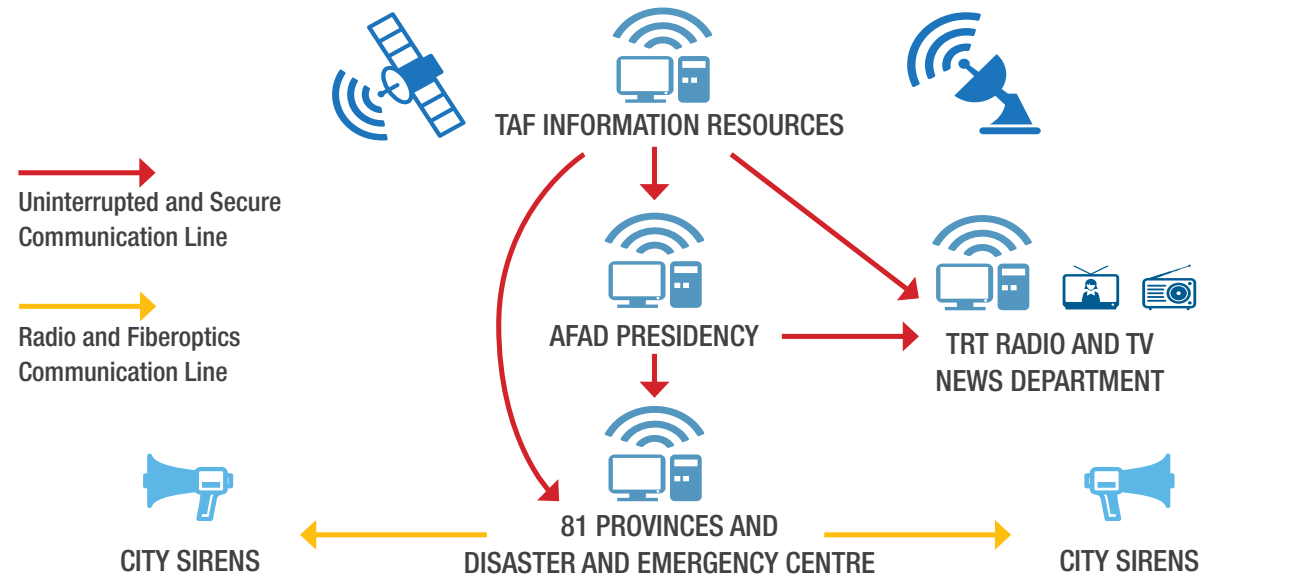 TAF INFORMATION RESOURCES
Uninterrupted and Secure
Communication Line
Radio and Fiberoptics
Communication Line
AFAD PRESIDENCY
TRT RADIO AND TV
NEWS DEPARTMENT
81 PROVINCES AND
DISASTER AND EMERGENCY CENTRE
CITY SIRENS
CITY SIRENS